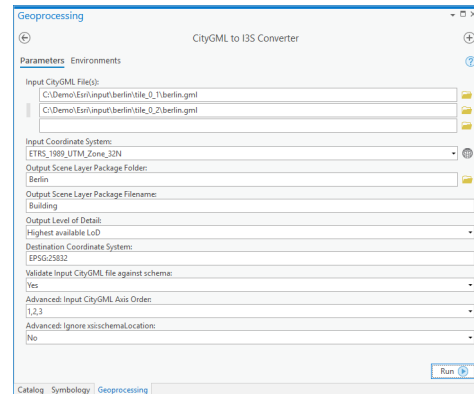 Geoprocessing
CityGML to I3S Converter
Parameters Environments
Input CityGML File(s):
C:\Demo\Esri\input\berlin\tile_0_1\berlin.gml
C:\Demo\Esri\input\berlin\tile_0_2\berlin.gml
Input Coordinate System:
ETRS_1989_UTM_Zone_32N
Output Scene Layer Package Folder:
Berlin
Output Scene Layer Package Filename:
Building
Output Level of Detail:
Highest available LoD
Destination Coordinate System:
EPSG:25832
Validate Input CityGML file against schema:
Yes
Advanced: Input CityGML Axis Order:
1,2,3
Advanced: Ignore xsi:schemaLocation:
No
Run
Catalog Symbology Geoprocessing